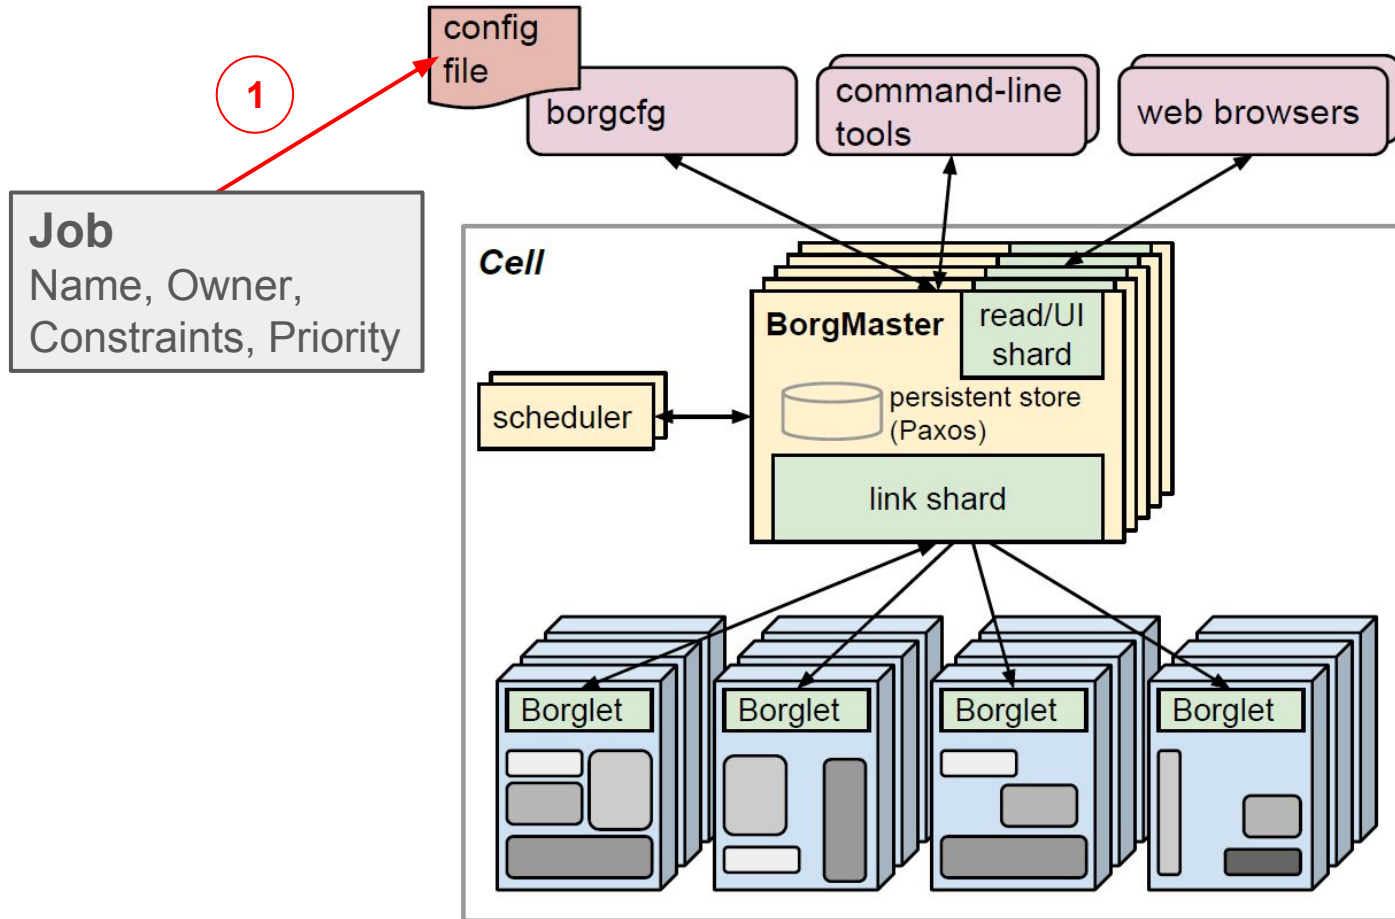 config
file
1
borgcfg
command-line
tools
web browsers
Job
Name, Owner,
Constraints, Priority
Cell
BorgMaster
read/UI
shard
scheduler
persistent store
(Paxos)
link shard
Borglet
Borglet
Borglet
Borglet